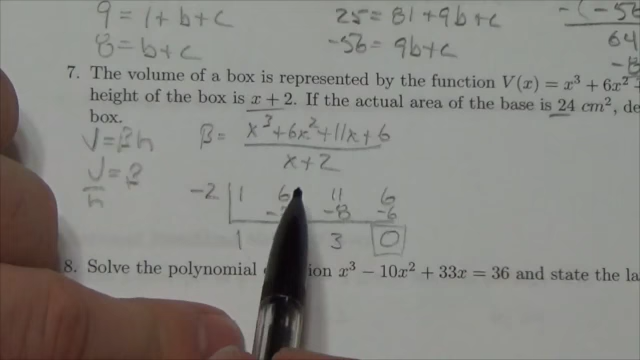 9 = 1 + b + c
25 = 81 + 9b + c
8 = b + c
-56 = 9b + c
64
-8
7. The volume of a box is represented by the function V(x) = x³ + 6x²
height of the box is x + 2. If the actual area of the base is 24 cm², de
box.
V = Bh
B = x³ + 6x² + 11x + 6
x + 2
V = B
h
-2 | 1 6 11 6
-8 -6
1 3 0
8. Solve the polynomial ion x³ − 10x² + 33x = 36 and state the la